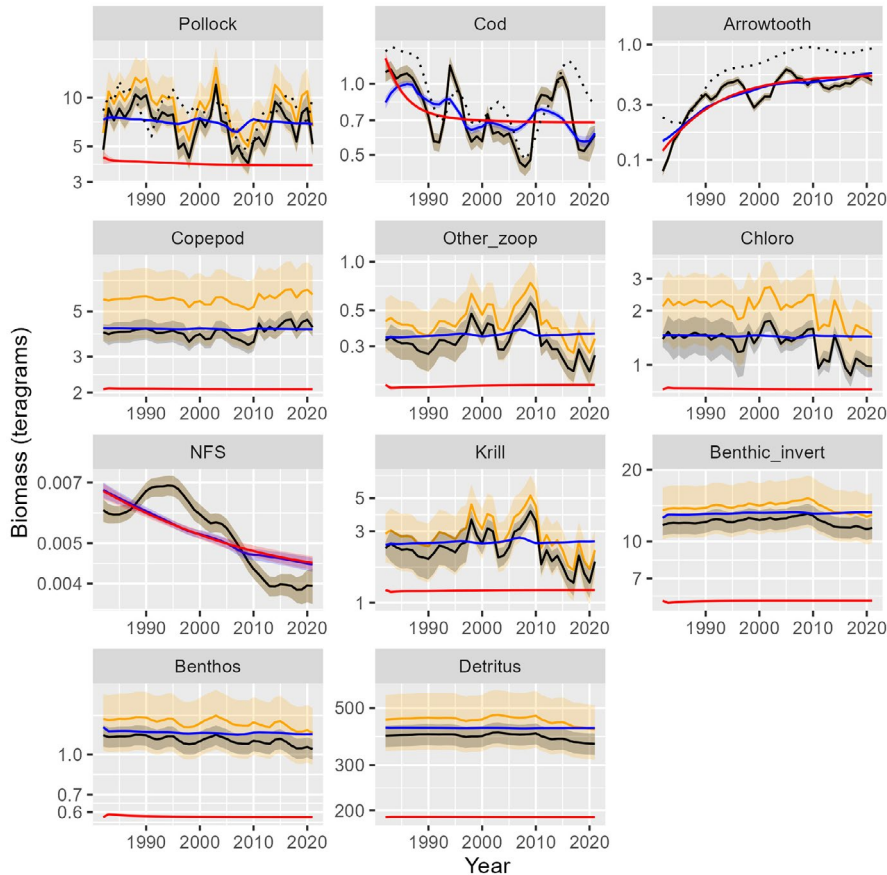 Pollock Cod Arrowtooth
10 5 3
1.0 0.7 0.5
1.0 0.3 0.1
1990 2000 2010 2020 1990 2000 2010 2020 1990 2000 2010 2020
Copepod Other_zoop Chloro
5 3 2
1.0 0.5 0.3
3 2 1
1990 2000 2010 2020 1990 2000 2010 2020 1990 2000 2010 2020
NFS Krill Benthic_invert
0.007 0.005 0.004
5 3 1
20 10 7
1990 2000 2010 2020 1990 2000 2010 2020 1990 2000 2010 2020
Benthos Detritus
1.0 0.7 0.6
500 300 200
1990 2000 2010 2020 1990 2000 2010 2020
Biomass (teragrams)
Year